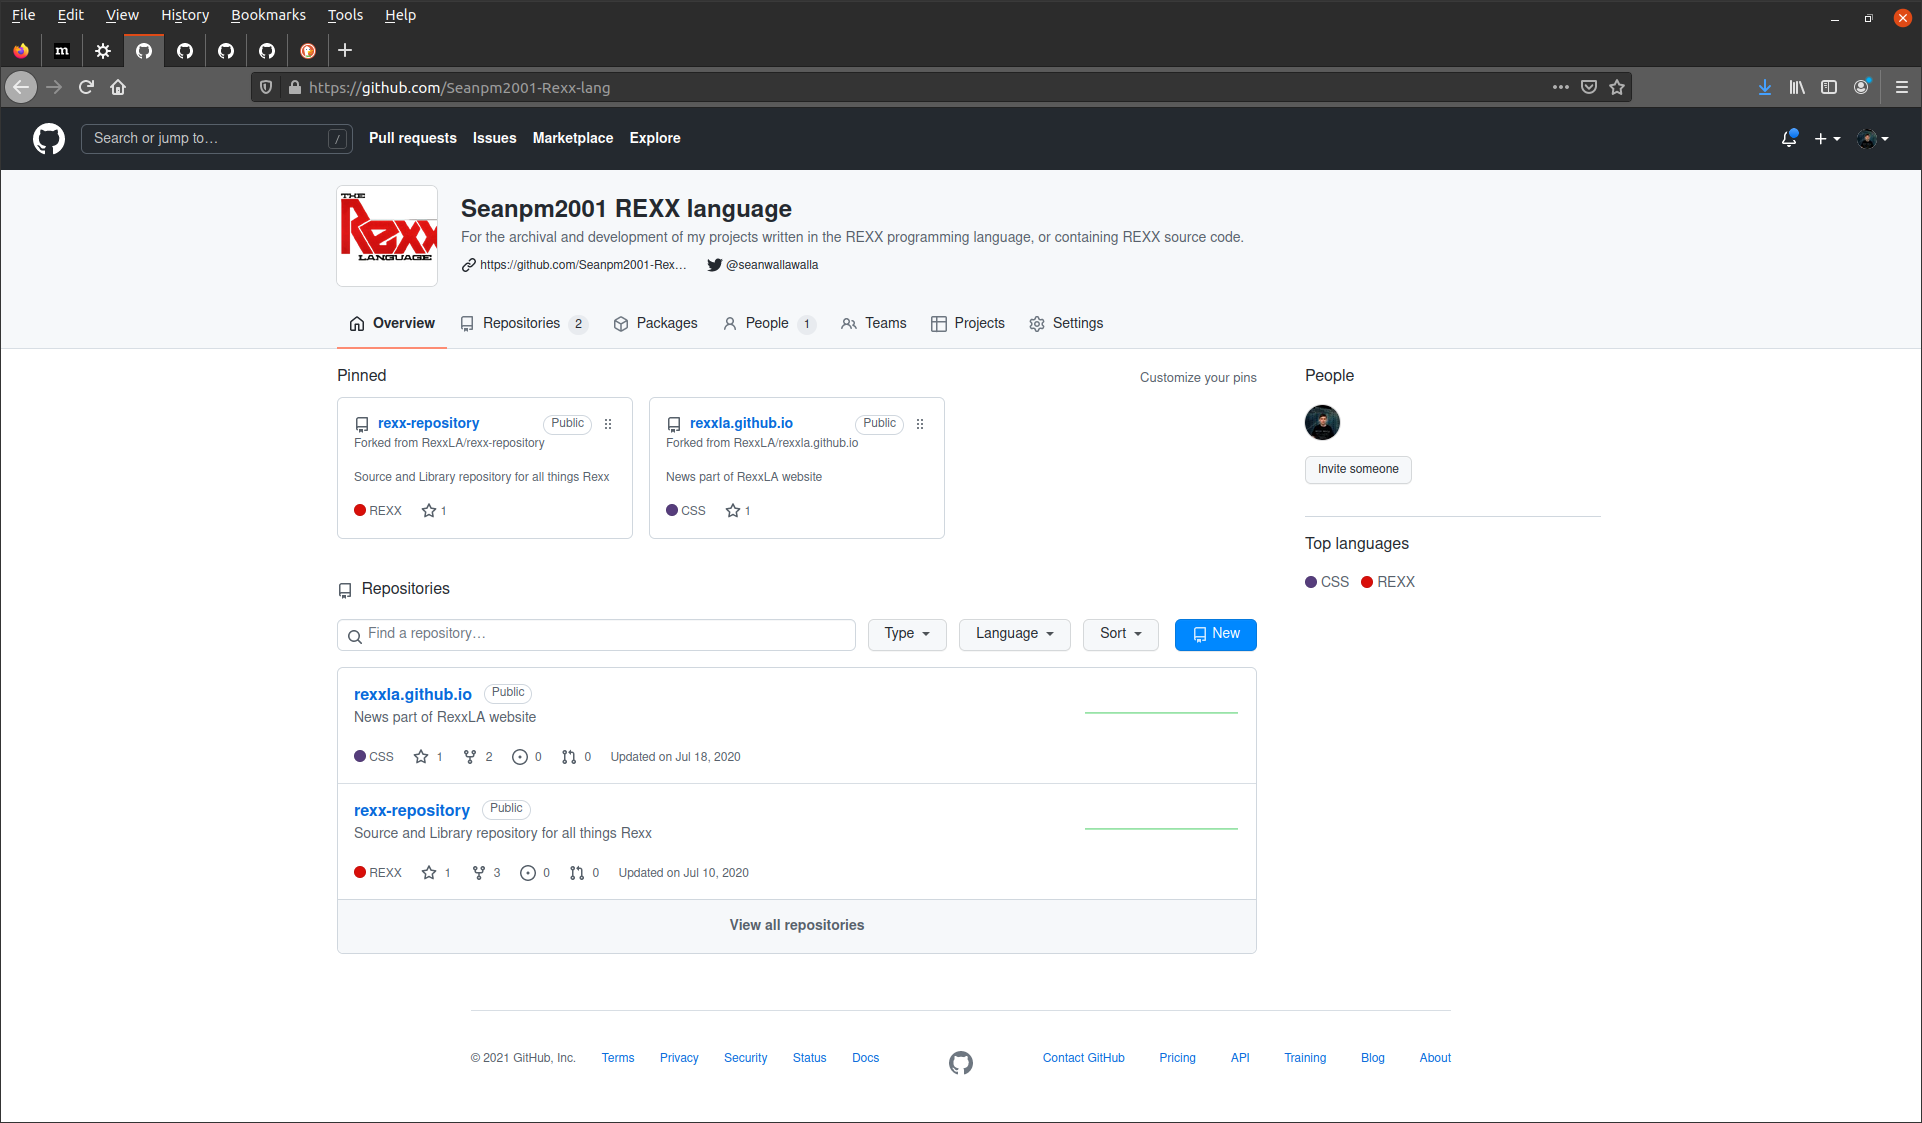 File Edit View History Bookmarks Tools Help
m
https://github.com/Seanpm2001-Rexx-lang
Search or jump to… / Pull requests Issues Marketplace Explore
THE
Rexx
LANGUAGE
Seanpm2001 REXX language
For the archival and development of my projects written in the REXX programming language, or containing REXX source code.
https://github.com/Seanpm2001-Rex… @seanwallawalla
Overview Repositories 2 Packages People 1 Teams Projects Settings
Pinned Customize your pins
rexx-repository Public
Forked from RexxLA/rexx-repository
Source and Library repository for all things Rexx
REXX 1
rexxla.github.io Public
Forked from RexxLA/rexxla.github.io
News part of RexxLA website
CSS 1
People
Invite someone
Top languages
CSS REXX
Repositories
Find a repository… Type Language Sort New
rexxla.github.io Public
News part of RexxLA website
CSS 1 2 0 0 Updated on Jul 18, 2020
rexx-repository Public
Source and Library repository for all things Rexx
REXX 1 3 0 0 Updated on Jul 10, 2020
View all repositories
© 2021 GitHub, Inc. Terms Privacy Security Status Docs Contact GitHub Pricing API Training Blog About